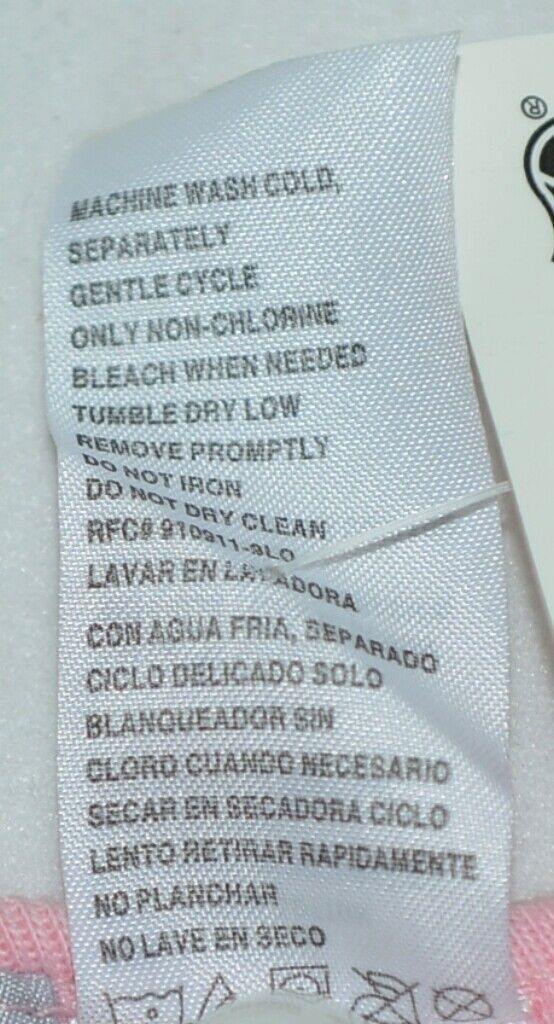 ®
MACHINE WASH COLD,
SEPARATELY
GENTLE CYCLE
ONLY NON-CHLORINE
BLEACH WHEN NEEDED
TUMBLE DRY LOW
REMOVE PROMPTLY
DO NOT IRON
DO NOT DRY CLEAN
RFC# 910911-9LO
LAVAR EN LAVADORA
CON AGUA FRIA, SEPARADO
CICLO DELICADO SOLO
BLANQUEADOR SIN
CLORO CUANDO NECESARIO
SECAR EN SECADORA CICLO
LENTO RETIRAR RAPIDAMENTE
NO PLANCHAR
NO LAVE EN SECO